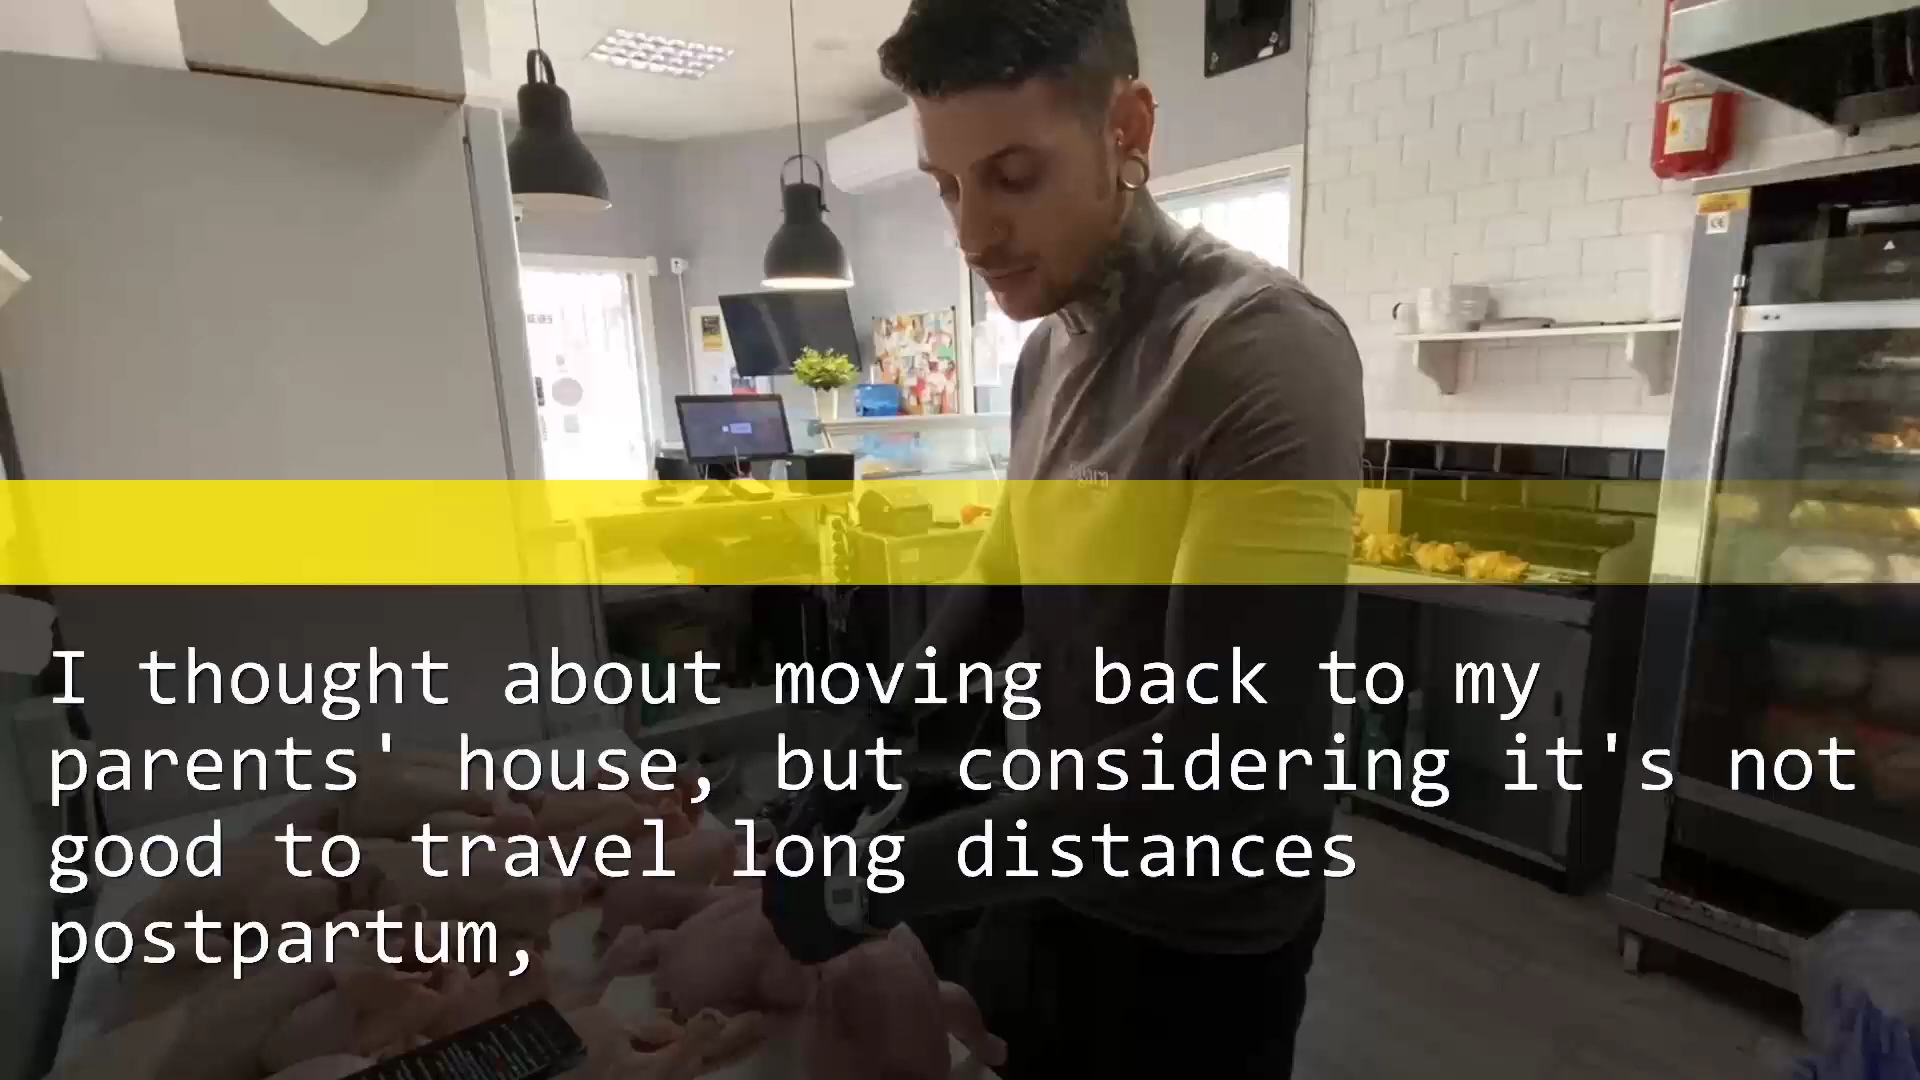 I thought about moving back to my
parents' house, but considering it's not
good to travel long distances
postpartum,